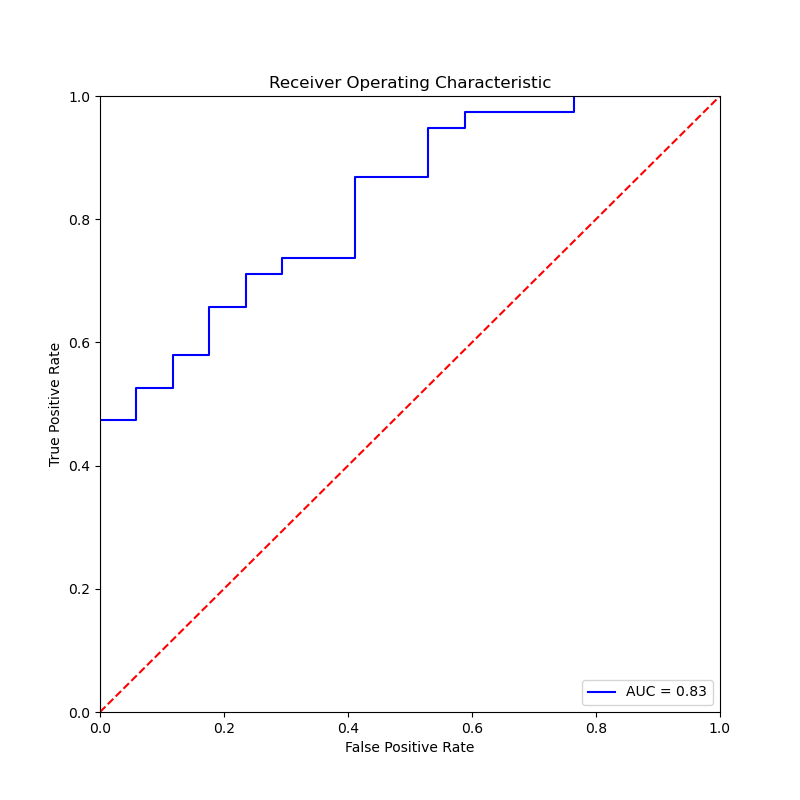 Receiver Operating Characteristic
True Positive Rate
1.0
0.8
0.6
0.4
0.2
0.0
AUC = 0.83
0.0 0.2 0.4 0.6 0.8 1.0
False Positive Rate